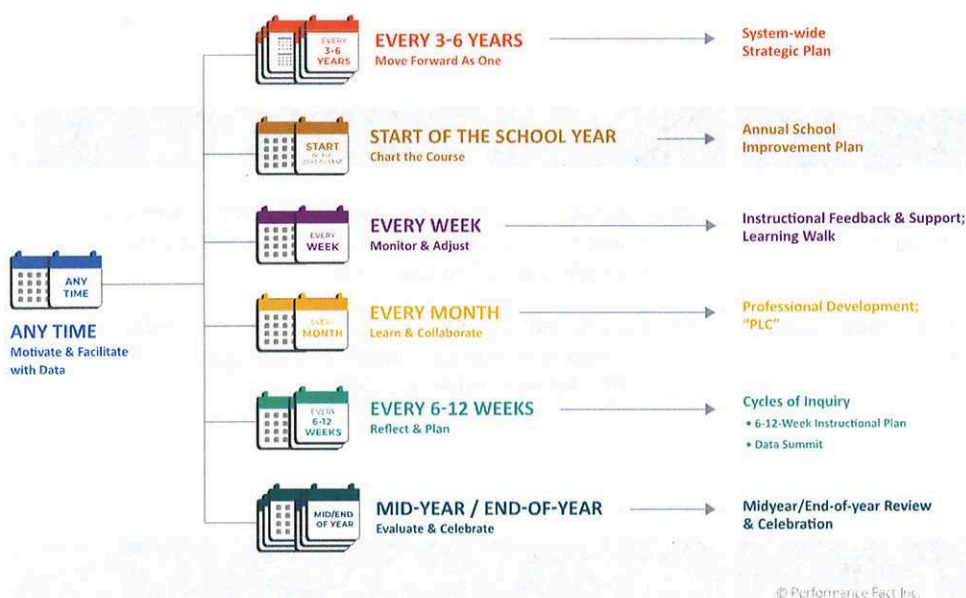 EVERY
3-6
YEARS
EVERY 3-6 YEARS
Move Forward As One
System-wide
Strategic Plan
START
START OF THE SCHOOL YEAR
Chart the Course
Annual School
Improvement Plan
EVERY
WEEK
EVERY WEEK
Monitor & Adjust
Instructional Feedback & Support;
Learning Walk
ANY
TIME
ANY TIME
Motivate & Facilitate
with Data
EVERY
MONTH
EVERY MONTH
Learn & Collaborate
Professional Development;
"PLC"
EVERY
6-12
WEEKS
EVERY 6-12 WEEKS
Reflect & Plan
Cycles of Inquiry
• 6-12-Week Instructional Plan
• Data Summit
MID/END
OF YEAR
MID-YEAR / END-OF-YEAR
Evaluate & Celebrate
Midyear/End-of-year Review
& Celebration
© Performance Fact Inc.